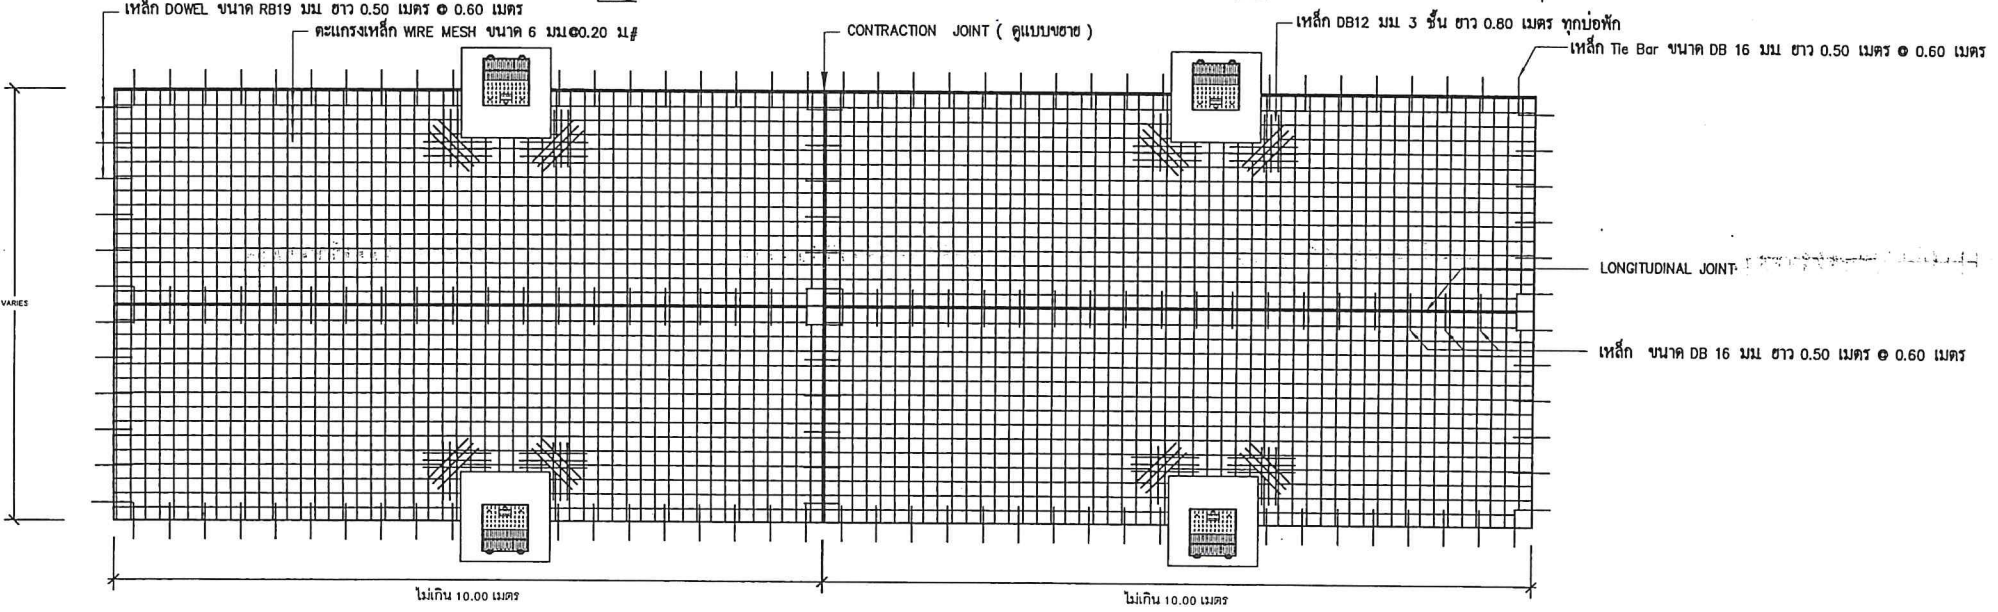 เหล็ก DOWEL ขนาด RB19 มม ยาว 0.50 เมตร @ 0.60 เมตร
ตะแกรงเหล็ก WIRE MESH ขนาด 6 มม@0.20 ม#
CONTRACTION JOINT ( ดูแบบขยาย )
เหล็ก DB12 มม 3 ชั้น ยาว 0.80 เมตร ทุกบ่อพัก
เหล็ก Tie Bar ขนาด DB 16 มม ยาว 0.50 เมตร @ 0.60 เมตร
LONGITUDINAL JOINT
VARIES
เหล็ก ขนาด DB 16 มม ยาว 0.50 เมตร @ 0.60 เมตร
ไม่เกิน 10.00 เมตร
ไม่เกิน 10.00 เมตร